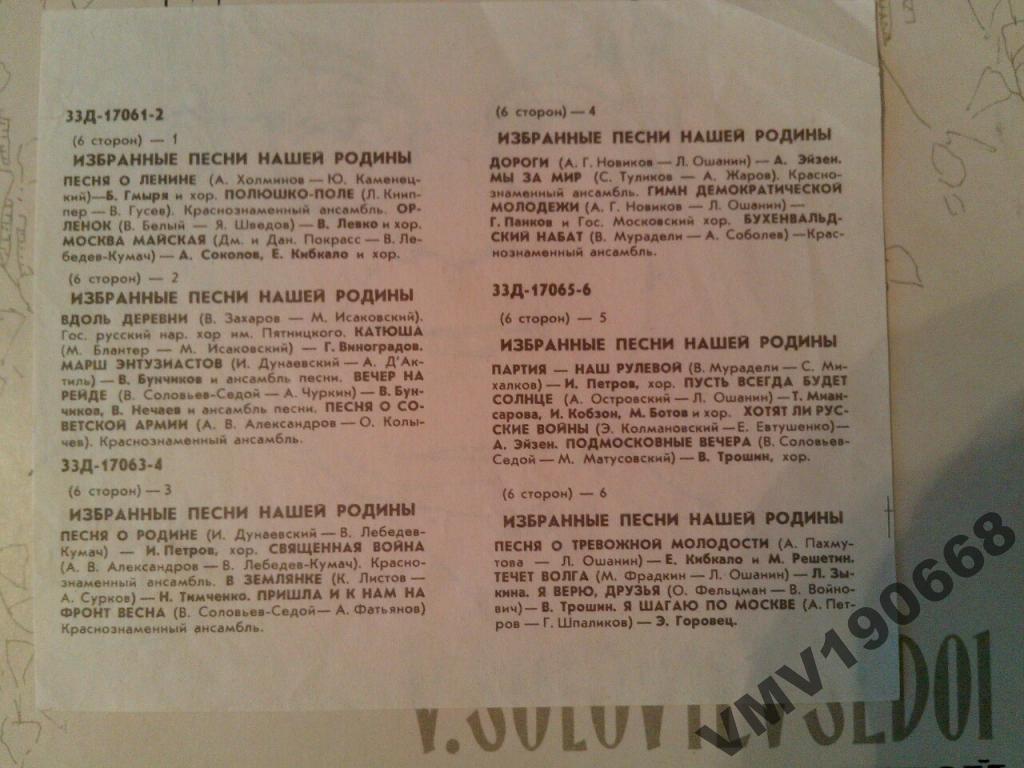 33Д-17061-2
(6 сторон) — 1
ИЗБРАННЫЕ ПЕСНИ НАШЕЙ РОДИНЫ
ПЕСНЯ О ЛЕНИНЕ (А. Холминов — Ю. Каменец-
кий)—Б. Гмыря и хор. ПОЛЮШКО-ПОЛЕ (Л. Книп-
пер — В. Гусев). Краснознаменный ансамбль. ОР-
ЛЕНОК (В. Белый — Я. Шведов) — В. Левко и хор.
МОСКВА МАЙСКАЯ (Дм. и Дан. Покрасс — В. Ле-
бедев-Кумач) — А. Соколов, Е. Кибкало и хор.
(6 сторон) — 2
ИЗБРАННЫЕ ПЕСНИ НАШЕЙ РОДИНЫ
ВДОЛЬ ДЕРЕВНИ (В. Захаров — М. Исаковский).
Гос. русский нар. хор им. Пятницкого. КАТЮША
(М. Блантер — М. Исаковский) — Г. Виноградов.
МАРШ ЭНТУЗИАСТОВ (И. Дунаевский — А. Д'Ак-
тиль) — В. Бунчиков и ансамбль песни. ВЕЧЕР НА
РЕЙДЕ (В. Соловьев-Седой — А. Чуркин) — В. Бун-
чиков, В. Нечаев и ансамбль песни. ПЕСНЯ О СО-
ВЕТСКОЙ АРМИИ (А. В. Александров — О. Колы-
чев). Краснознаменный ансамбль.
33Д-17063-4
(6 сторон) — 3
ИЗБРАННЫЕ ПЕСНИ НАШЕЙ РОДИНЫ
ПЕСНЯ О РОДИНЕ (И. Дунаевский — В. Лебедев-
Кумач) — И. Петров, хор. СВЯЩЕННАЯ ВОЙНА
(А. В. Александров — В. Лебедев-Кумач). Красно-
знаменный ансамбль. В ЗЕМЛЯНКЕ (К. Листов —
А. Сурков) — Н. Тимченко. ПРИШЛА И К НАМ НА
ФРОНТ ВЕСНА (В. Соловьев-Седой — А. Фатьянов)
Краснознаменный ансамбль.
(6 сторон) — 4
ИЗБРАННЫЕ ПЕСНИ НАШЕЙ РОДИНЫ
ДОРОГИ (А. Г. Новиков — Л. Ошанин) — А. Эйзен.
МЫ ЗА МИР (С. Туликов — А. Жаров). Красно-
знаменный ансамбль. ГИМН ДЕМОКРАТИЧЕСКОЙ
МОЛОДЕЖИ (А. Г. Новиков — Л. Ошанин) —
Г. Панков и Гос. Московский хор. БУХЕНВАЛЬД-
СКИЙ НАБАТ (В. Мурадели — А. Соболев) —Крас-
нознаменный ансамбль.
33Д-17065-6
(6 сторон) — 5
ИЗБРАННЫЕ ПЕСНИ НАШЕЙ РОДИНЫ
ПАРТИЯ — НАШ РУЛЕВОЙ (В. Мурадели — С. Ми-
халков) — И. Петров, хор. ПУСТЬ ВСЕГДА БУДЕТ
СОЛНЦЕ (А. Островский — Л. Ошанин) — Т. Миан-
сарова, И. Кобзон, М. Ботов и хор. ХОТЯТ ЛИ РУС-
СКИЕ ВОЙНЫ (Э. Колмановский — Е. Евтушенко) —
А. Эйзен. ПОДМОСКОВНЫЕ ВЕЧЕРА (В. Соловьев-
Седой — М. Матусовский) — В. Трошин, хор.
(6 сторон) — 6
ИЗБРАННЫЕ ПЕСНИ НАШЕЙ РОДИНЫ
ПЕСНЯ О ТРЕВОЖНОЙ МОЛОДОСТИ (А. Пахму-
това — Л. Ошанин) — Е. Кибкало и М. Решетин.
ТЕЧЕТ ВОЛГА (М. Фрадкин — Л. Ошанин) — Л. Зы-
кина. Я ВЕРЮ, ДРУЗЬЯ (О. Фельцман — В. Войно-
вич) — В. Трошин. Я ШАГАЮ ПО МОСКВЕ (А. Пет-
ров — Г. Шпаликов) — Э. Горовец.
VMV190668